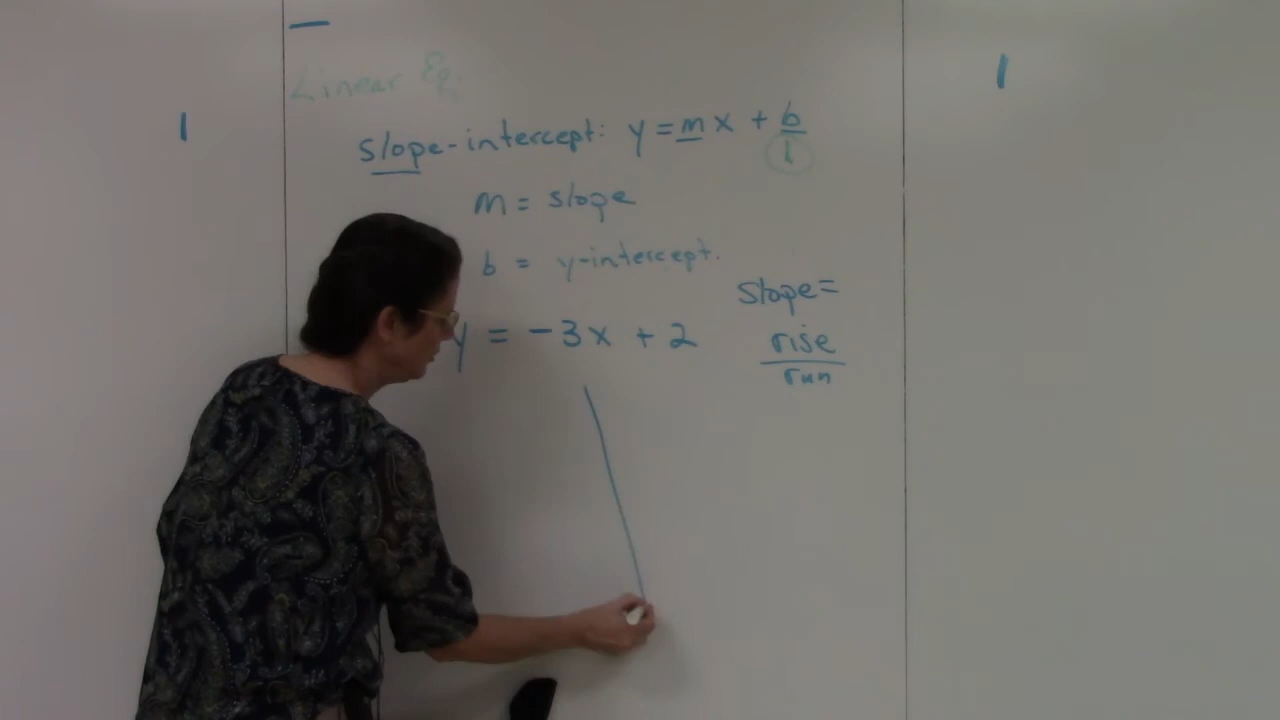 Linear Eq.
slope-intercept: y = mx + b
m = slope
b = y-intercept.
slope =
rise
run
y = -3x + 2